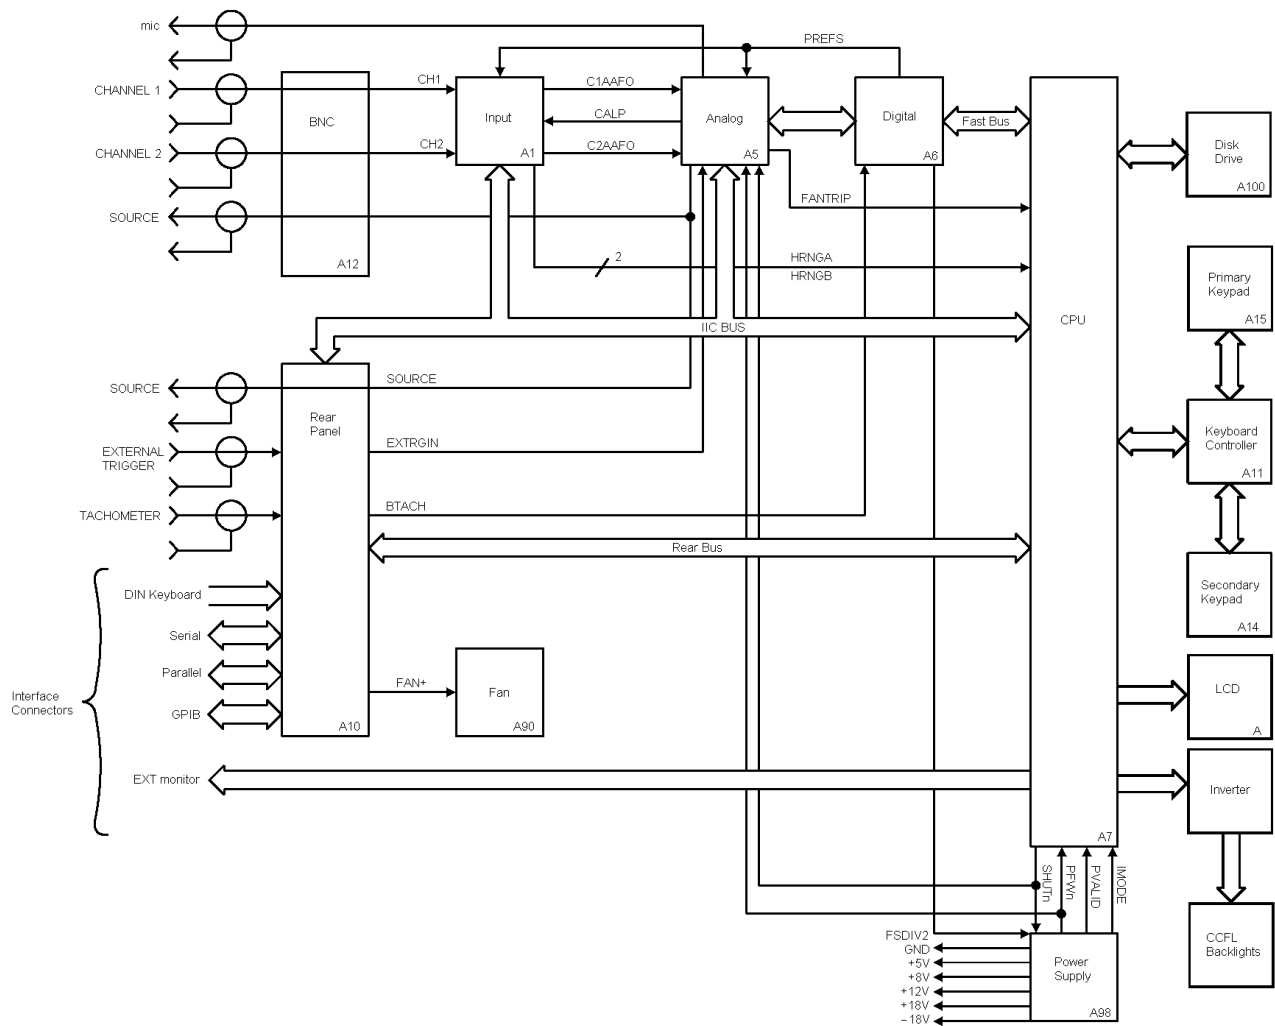 mic
PREFS
CHANNEL 1
CH1
C1AAFO
BNC
Input
CALP
Analog
Digital
Fast Bus
CHANNEL 2
CH2
C2AAFO
A1
A5
A6
Disk
Drive
A100
FANTRIP
SOURCE
A12
2
HRNGA
HRNGB
Primary
Keypad
A15
IIC BUS
CPU
SOURCE
SOURCE
Rear
Panel
EXTERNAL
TRIGGER
EXTRGIN
Keyboard
Controller
A11
TACHOMETER
BTACH
Rear Bus
DIN Keyboard
Serial
Parallel
GPIB
Secondary
Keypad
A14
Interface
Connectors
FAN+
Fan
A10
A90
LCD
A
EXT monitor
Inverter
A7
SHUTn
PFWn
PVALID
IMODE
FSDIV2
GND
+5V
+8V
+12V
+18V
–18V
Power
Supply
A98
CCFL
Backlights